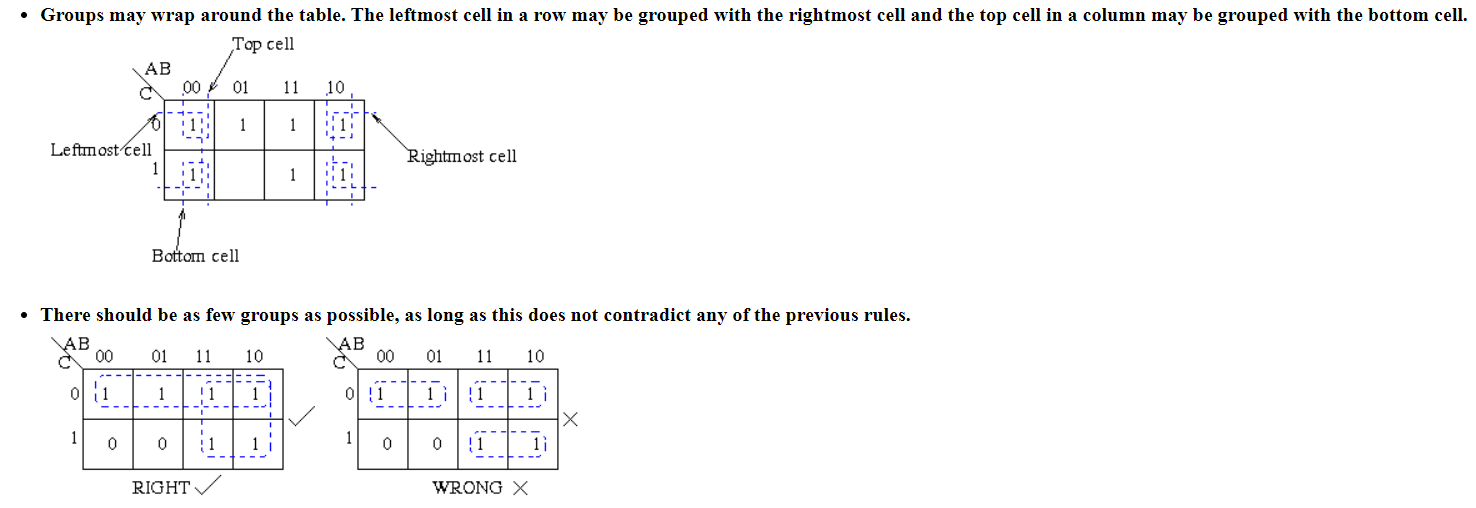 • Groups may wrap around the table. The leftmost cell in a row may be grouped with the rightmost cell and the top cell in a column may be grouped with the bottom cell.
Top cell
AB
C 00 01 11 10
0 1 1 1 1
Leftmost cell
Rightmost cell
1 1 1 1
Bottom cell
• There should be as few groups as possible, as long as this does not contradict any of the previous rules.
AB
C 00 01 11 10
0 1 1 1 1
1 0 0 1 1
RIGHT
AB
C 00 01 11 10
0 1 1 1 1
1 0 0 1 1
WRONG